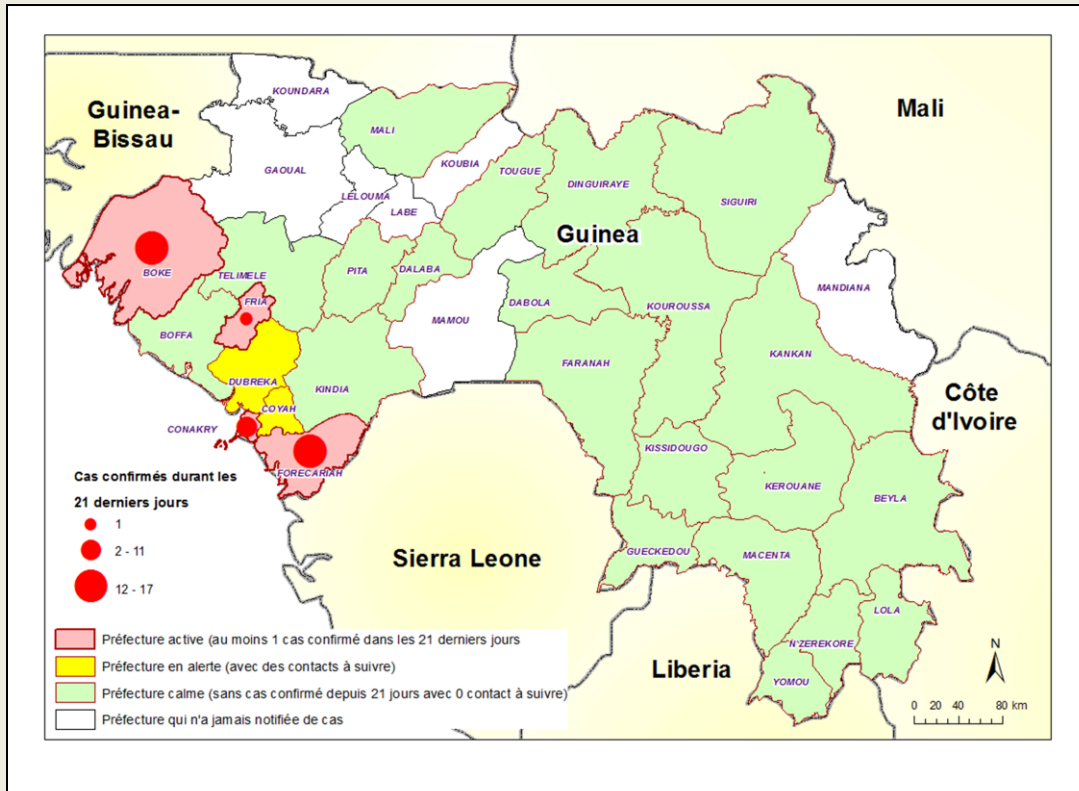 KOUNDARA
Guinea-
Bissau
Mali
MALI
KOUBIA
GAOUAL
TOUGUE
DINGUIRAYE
LELOUMA
SIGUIRI
LABE
Guinea
BOKE
TELIMELE
PITA
DALABA
MANDIANA
FRIA
DABOLA
KOUROUSSA
MAMOU
BOFFA
KANKAN
FARANAH
DUBREKA
KINDIA
Côte
d'Ivoire
COYAH
CONAKRY
KISSIDOUGO
FORECARIAH
Cas confirmés durant les
21 derniers jours
1
2 - 11
12 - 17
KEROUANE
BEYLA
Sierra Leone
GUECKEDOU
MACENTA
LOLA
N'ZEREKORE
Liberia
YOMOU
Préfecture active (au moins 1 cas confirmé dans les 21 derniers jours
Préfecture en alerte (avec des contacts à suivre)
Préfecture calme (sans cas confirmé depuis 21 jours avec 0 contact à suivre)
Préfecture qui n'a jamais notifiée de cas
N
0 20 40 80 km